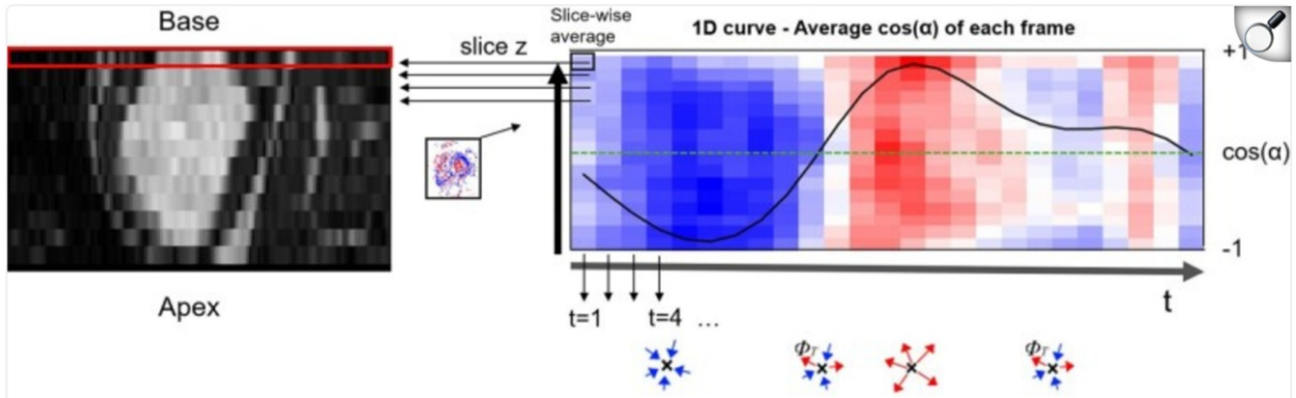 Base
Apex
slice z
Slice-wise
average
1D curve - Average cos(α) of each frame
+1
cos(α)
-1
t
t=1
t=4 ...
Φ_T
Φ_T